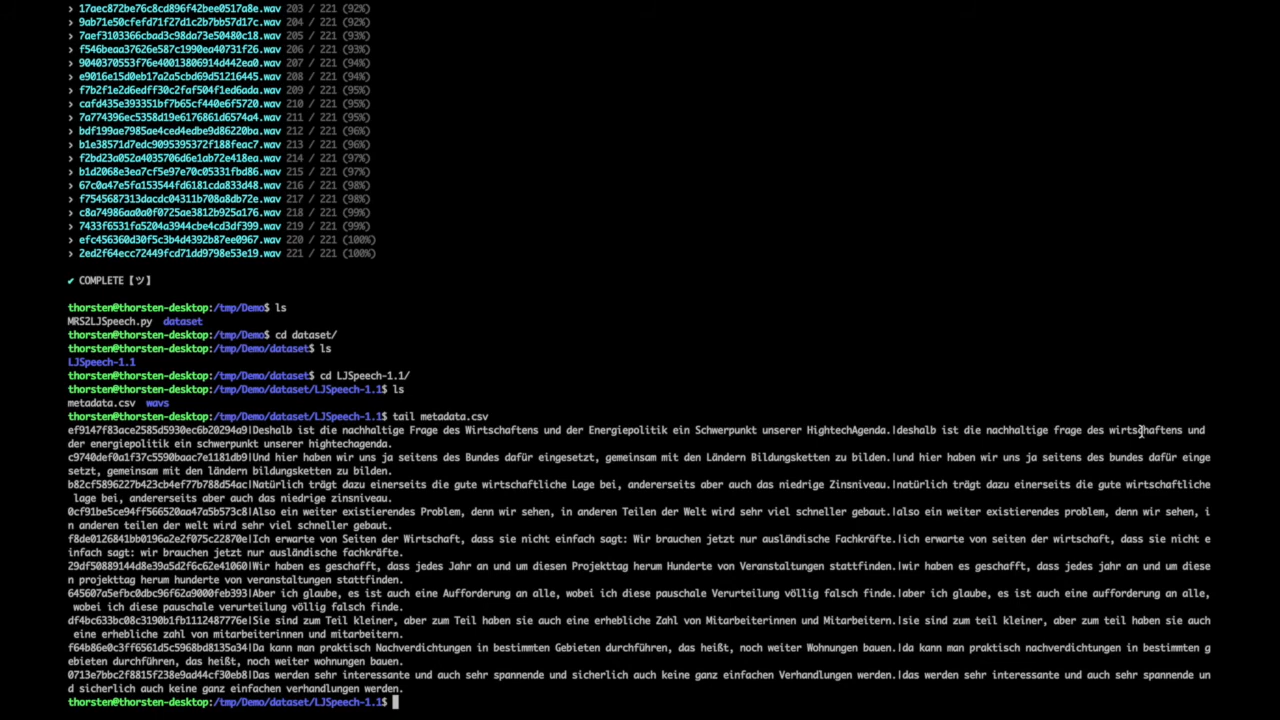 › 17aec872be76c8cd896f42bee0517a8e.wav 203 / 221 (92%)
› 9ab71e50cfefd71f27d1c2b7bb57d17c.wav 204 / 221 (92%)
› 7aef3103366cbad3c98da73e50480c18.wav 205 / 221 (93%)
› f546beaa37626e587c1990ea40731f26.wav 206 / 221 (93%)
› 9040370553f76e40013806914d442ea0.wav 207 / 221 (94%)
› e9016e15d0eb17a2a5cbd69d51216445.wav 208 / 221 (94%)
› f7b2f1e2d6edff30c2faf504f1ed6ada.wav 209 / 221 (95%)
› cafd435e393351bf7b65cf440e6f5720.wav 210 / 221 (95%)
› 7a774396ec5358d19e6176861d6574a4.wav 211 / 221 (95%)
› bdf199ae7985ae4ced4edbe9d86220ba.wav 212 / 221 (96%)
› b1e38571d7edc9095395372f188feac7.wav 213 / 221 (96%)
› f2bd23a052a4035706d6e1ab72e418ea.wav 214 / 221 (97%)
› b1d2068e3ea7cf5e97e70c05331fbd86.wav 215 / 221 (97%)
› 67c0a47e5fa153544fd6181cda833d48.wav 216 / 221 (98%)
› f7545687313dacdc04311b708a8db72e.wav 217 / 221 (98%)
› c8a74986aa0a0f0725ae3812b925a176.wav 218 / 221 (99%)
› 7433f6531fa5204a3944cbe4cd3df399.wav 219 / 221 (99%)
› efc456360d30f5c3b4d4392b87ee0967.wav 220 / 221 (100%)
› 2ed2f64ecc72449fcd71dd9798e53e19.wav 221 / 221 (100%)
✔ COMPLETE【ツ】
thorsten@thorsten-desktop:/tmp/Demo$ ls
MRS2LJSpeech.py dataset
thorsten@thorsten-desktop:/tmp/Demo$ cd dataset/
thorsten@thorsten-desktop:/tmp/Demo/dataset$ ls
LJSpeech-1.1
thorsten@thorsten-desktop:/tmp/Demo/dataset$ cd LJSpeech-1.1/
thorsten@thorsten-desktop:/tmp/Demo/dataset/LJSpeech-1.1$ ls
metadata.csv wavs
thorsten@thorsten-desktop:/tmp/Demo/dataset/LJSpeech-1.1$ tail metadata.csv
ef9147f83ace2585d5930ec6b20294a9|Deshalb ist die nachhaltige Frage des Wirtschaftens und der Energiepolitik ein Schwerpunkt unserer HightechAgenda.|deshalb ist die nachhaltige frage des wirtschaftens und
der energiepolitik ein schwerpunkt unserer hightechagenda.
c9740def0a1f37c5590baac7e1181db9|Und hier haben wir uns ja seitens des Bundes dafür eingesetzt, gemeinsam mit den Ländern Bildungsketten zu bilden.|und hier haben wir uns ja seitens des bundes dafür einge
setzt, gemeinsam mit den ländern bildungsketten zu bilden.
b82cf5896227b423cb4ef77b788d54ac|Natürlich trägt dazu einerseits die gute wirtschaftliche Lage bei, andererseits aber auch das niedrige Zinsniveau.|natürlich trägt dazu einerseits die gute wirtschaftliche
lage bei, andererseits aber auch das niedrige zinsniveau.
0cf91be5ce94ff566520aa47a5b573c8|Also ein weiter existierendes Problem, denn wir sehen, in anderen Teilen der Welt wird sehr viel schneller gebaut.|also ein weiter existierendes problem, denn wir sehen, i
n anderen teilen der welt wird sehr viel schneller gebaut.
f8de0126841bb0196a2e2f075c22870e|Ich erwarte von Seiten der Wirtschaft, dass sie nicht einfach sagt: Wir brauchen jetzt nur ausländische Fachkräfte.|ich erwarte von seiten der wirtschaft, dass sie nicht e
infach sagt: wir brauchen jetzt nur ausländische fachkräfte.
29df50889144d8e39a5d2f6c62e41060|Wir haben es geschafft, dass jedes Jahr an und um diesen Projekttag herum Hunderte von Veranstaltungen stattfinden.|wir haben es geschafft, dass jedes jahr an und um diese
n projekttag herum hunderte von veranstaltungen stattfinden.
645607a5efbc0dbc96f62a9000feb393|Aber ich glaube, es ist auch eine Aufforderung an alle, wobei ich diese pauschale Verurteilung völlig falsch finde.|aber ich glaube, es ist auch eine aufforderung an alle,
wobei ich diese pauschale verurteilung völlig falsch finde.
df4bc633bc08c3190b1fb1112487776e|Sie sind zum Teil kleiner, aber zum Teil haben sie auch eine erhebliche Zahl von Mitarbeiterinnen und Mitarbeitern.|sie sind zum teil kleiner, aber zum teil haben sie auch
eine erhebliche zahl von mitarbeiterinnen und mitarbeitern.
f64b86e0c3ff6561d5c5968bd8135a34|Da kann man praktisch Nachverdichtungen in bestimmten Gebieten durchführen, das heißt, noch weiter Wohnungen bauen.|da kann man praktisch nachverdichtungen in bestimmten g
ebieten durchführen, das heißt, noch weiter wohnungen bauen.
0713e7bbc2f8815f238e9ad44cf30eb8|Das werden sehr interessante und auch sehr spannende und sicherlich auch keine ganz einfachen Verhandlungen werden.|das werden sehr interessante und auch sehr spannende un
d sicherlich auch keine ganz einfachen verhandlungen werden.
thorsten@thorsten-desktop:/tmp/Demo/dataset/LJSpeech-1.1$